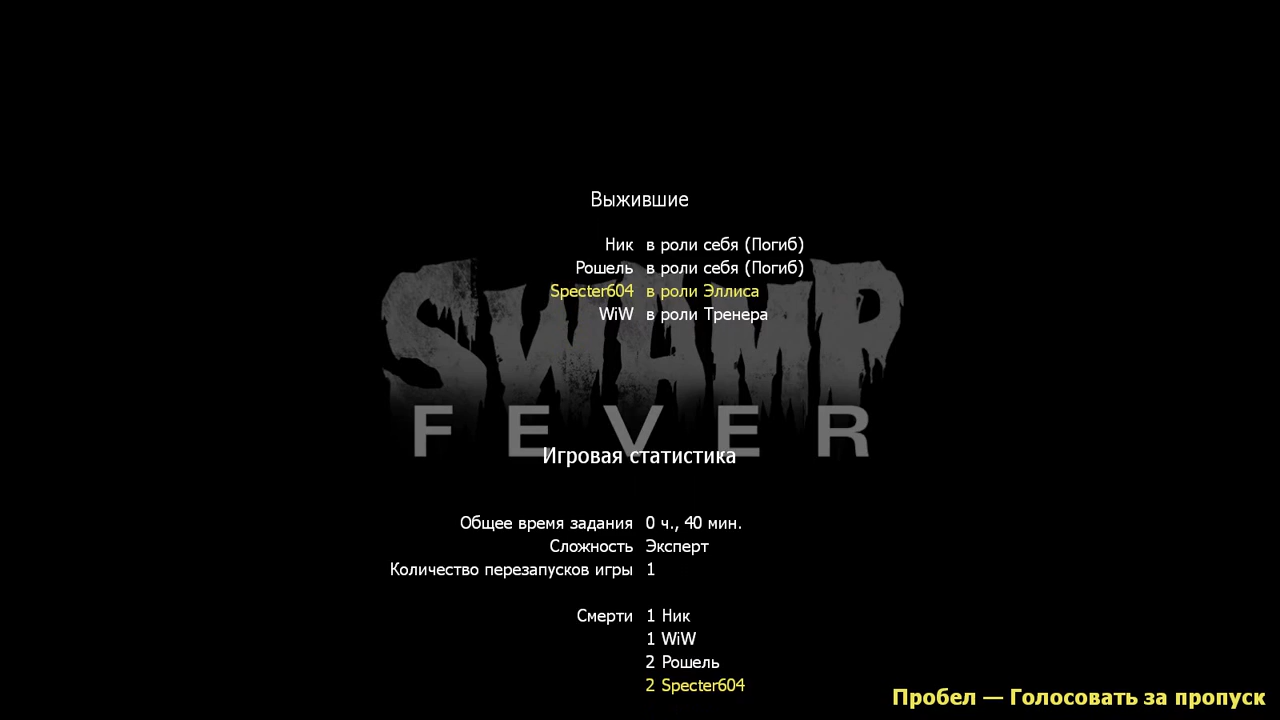 Выжившие
Ник в роли себя (Погиб)
Рошель в роли себя (Погиб)
Specter604 в роли Эллиса
WiW в роли Тренера
SWAMP
FEVER
Игровая статистика
Общее время задания 0 ч., 40 мин.
Сложность Эксперт
Количество перезапусков игры 1
Смерти 1 Ник
1 WiW
2 Рошель
2 Specter604
Пробел — Голосовать за пропуск